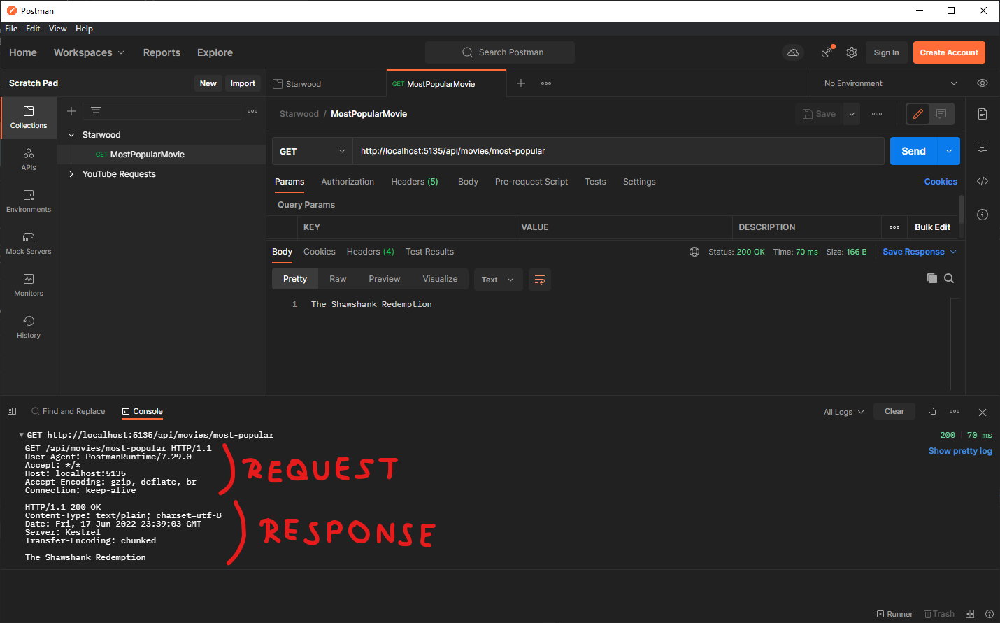 Postman
File Edit View Help
Home Workspaces Reports Explore Search Postman Sign In Create Account
Scratch Pad New Import Starwood GET MostPopularMovie No Environment
Collections
APIs
Environments
Mock Servers
Monitors
History
Starwood
GET MostPopularMovie
YouTube Requests
Starwood / MostPopularMovie Save
GET http://localhost:5135/api/movies/most-popular Send
Params Authorization Headers (5) Body Pre-request Script Tests Settings Cookies
Query Params
KEY VALUE DESCRIPTION Bulk Edit
Body Cookies Headers (4) Test Results Status: 200 OK Time: 70 ms Size: 166 B Save Response
Pretty Raw Preview Visualize Text
1 The Shawshank Redemption
Find and Replace Console All Logs Clear
GET http://localhost:5135/api/movies/most-popular 200 70 ms
Show pretty log
GET /api/movies/most-popular HTTP/1.1
User-Agent: PostmanRuntime/7.29.0
Accept: */*
Host: localhost:5135
Accept-Encoding: gzip, deflate, br
Connection: keep-alive
REQUEST
HTTP/1.1 200 OK
Content-Type: text/plain; charset=utf-8
Date: Fri, 17 Jun 2022 23:39:03 GMT
Server: Kestrel
Transfer-Encoding: chunked
The Shawshank Redemption
RESPONSE
Runner Trash